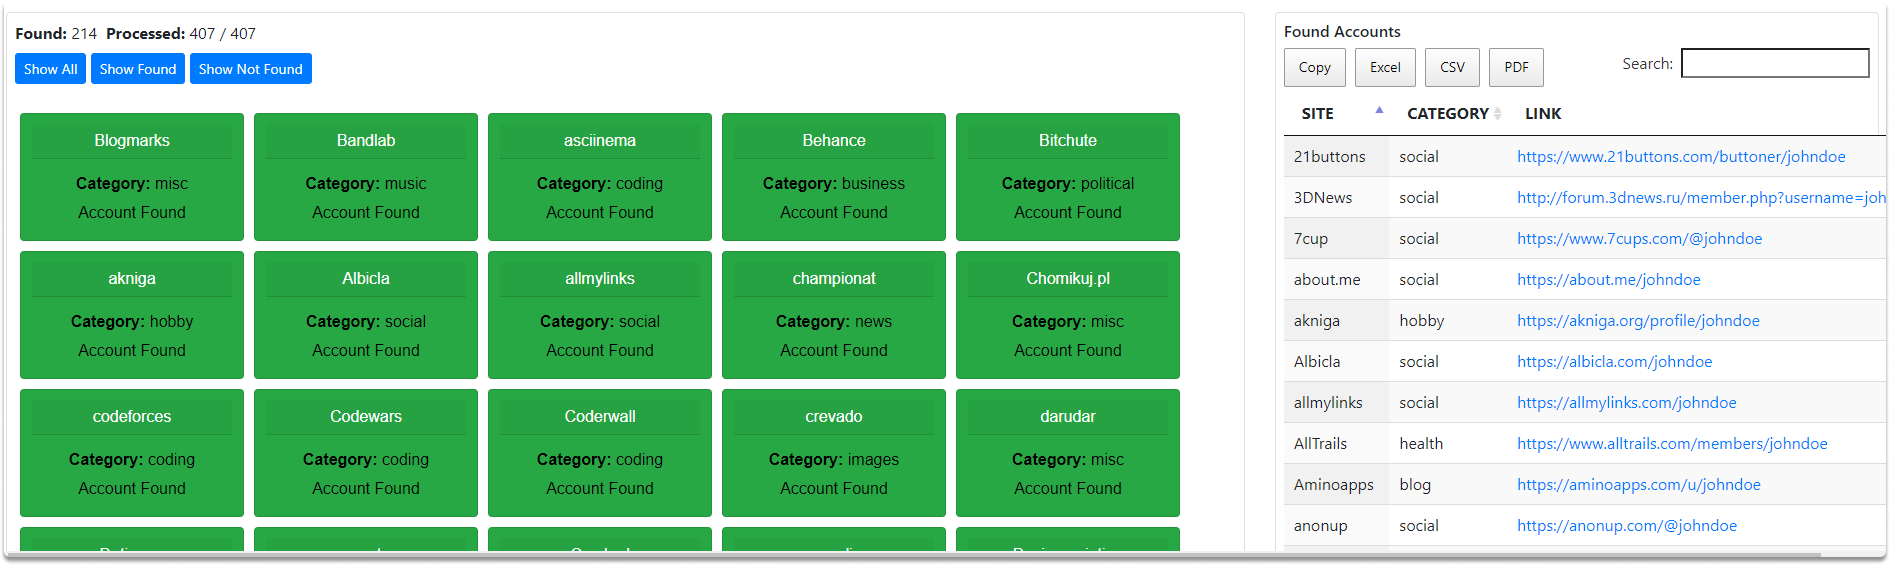 Found: 214 Processed: 407 / 407
Show All Show Found Show Not Found
Blogmarks
Category: misc
Account Found
Bandlab
Category: music
Account Found
asciinema
Category: coding
Account Found
Behance
Category: business
Account Found
Bitchute
Category: political
Account Found
akniga
Category: hobby
Account Found
Albicla
Category: social
Account Found
allmylinks
Category: social
Account Found
championat
Category: news
Account Found
Chomikuj.pl
Category: misc
Account Found
codeforces
Category: coding
Account Found
Codewars
Category: coding
Account Found
Coderwall
Category: coding
Account Found
crevado
Category: images
Account Found
darudar
Category: misc
Account Found
Found Accounts
Copy Excel CSV PDF Search:
SITE CATEGORY LINK
21buttons social https://www.21buttons.com/buttoner/johndoe
3DNews social http://forum.3dnews.ru/member.php?username=joh
7cup social https://www.7cups.com/@johndoe
about.me social https://about.me/johndoe
akniga hobby https://akniga.org/profile/johndoe
Albicla social https://albicla.com/johndoe
allmylinks social https://allmylinks.com/johndoe
AllTrails health https://www.alltrails.com/members/johndoe
Aminoapps blog https://aminoapps.com/u/johndoe
anonup social https://anonup.com/@johndoe